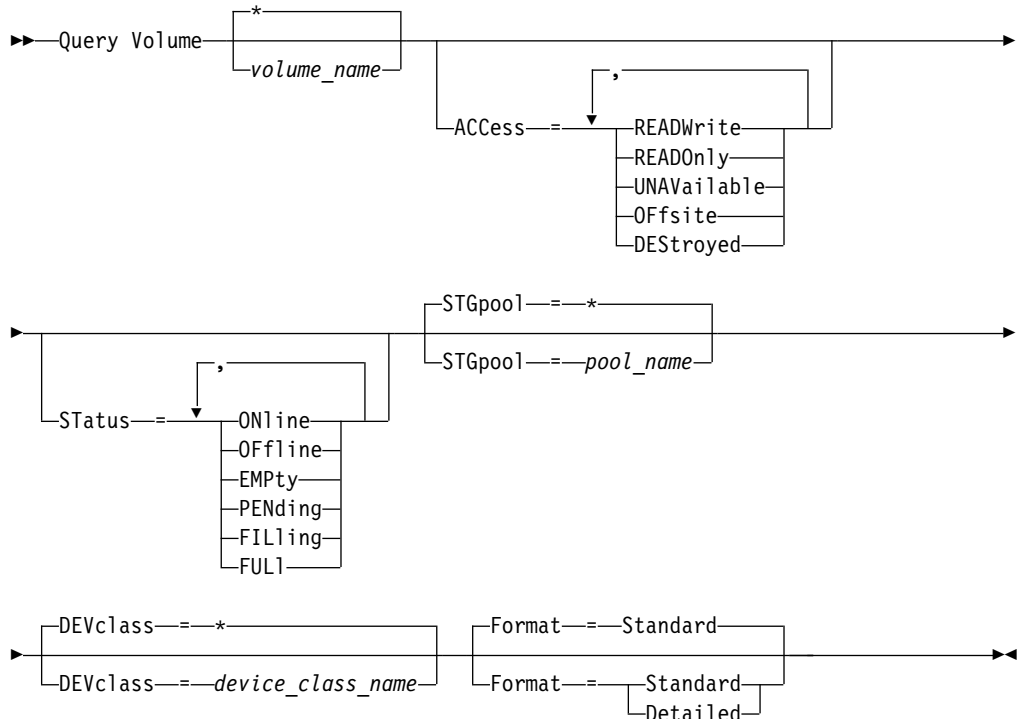 *
Query Volume
volume_name
,
ACCess = READWrite
READOnly
UNAVailable
OFfsite
DEStroyed
STGpool = *
STGpool = pool_name
,
STatus = ONline
OFfline
EMPty
PENding
FILling
FULl
DEVclass = * Format = Standard
DEVclass = device_class_name Format = Standard
Detailed